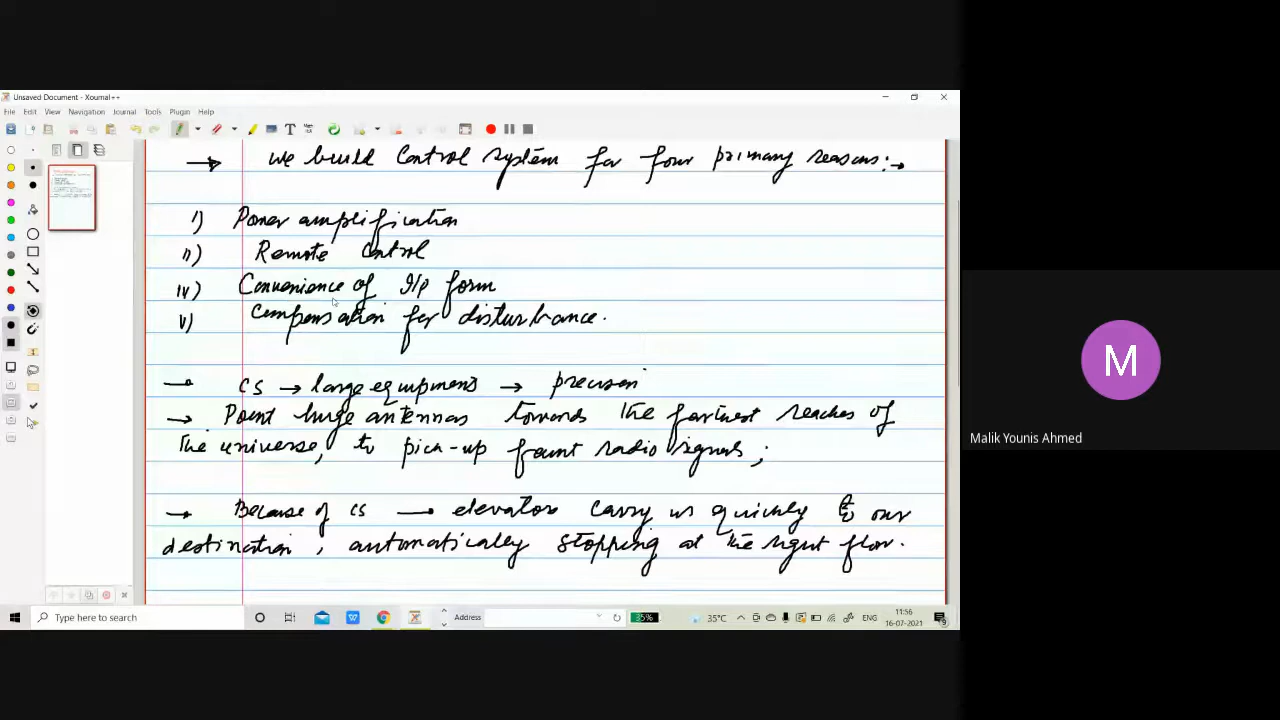 Unsaved Document - Xournal++
File Edit View Navigation Journal Tools Plugin Help
→ We build Control system for four primary reasons:→
i) Power amplification
ii) Remote Control
iv) Convenience of I/p form
v) Compensation for disturbance.
→ CS → large equipments → precision
→ Point huge antennas towards the farthest reaches of
the universe, to pick-up faint radio signals;
→ Because of CS → elevators carry us quickly to our
destination, automatically stopping at the right flow.
M
Malik Younis Ahmed
Type here to search
Address
35%
35°C
ENG
11:56
16-07-2021